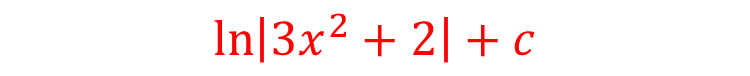 ln|3x² + 2| + c